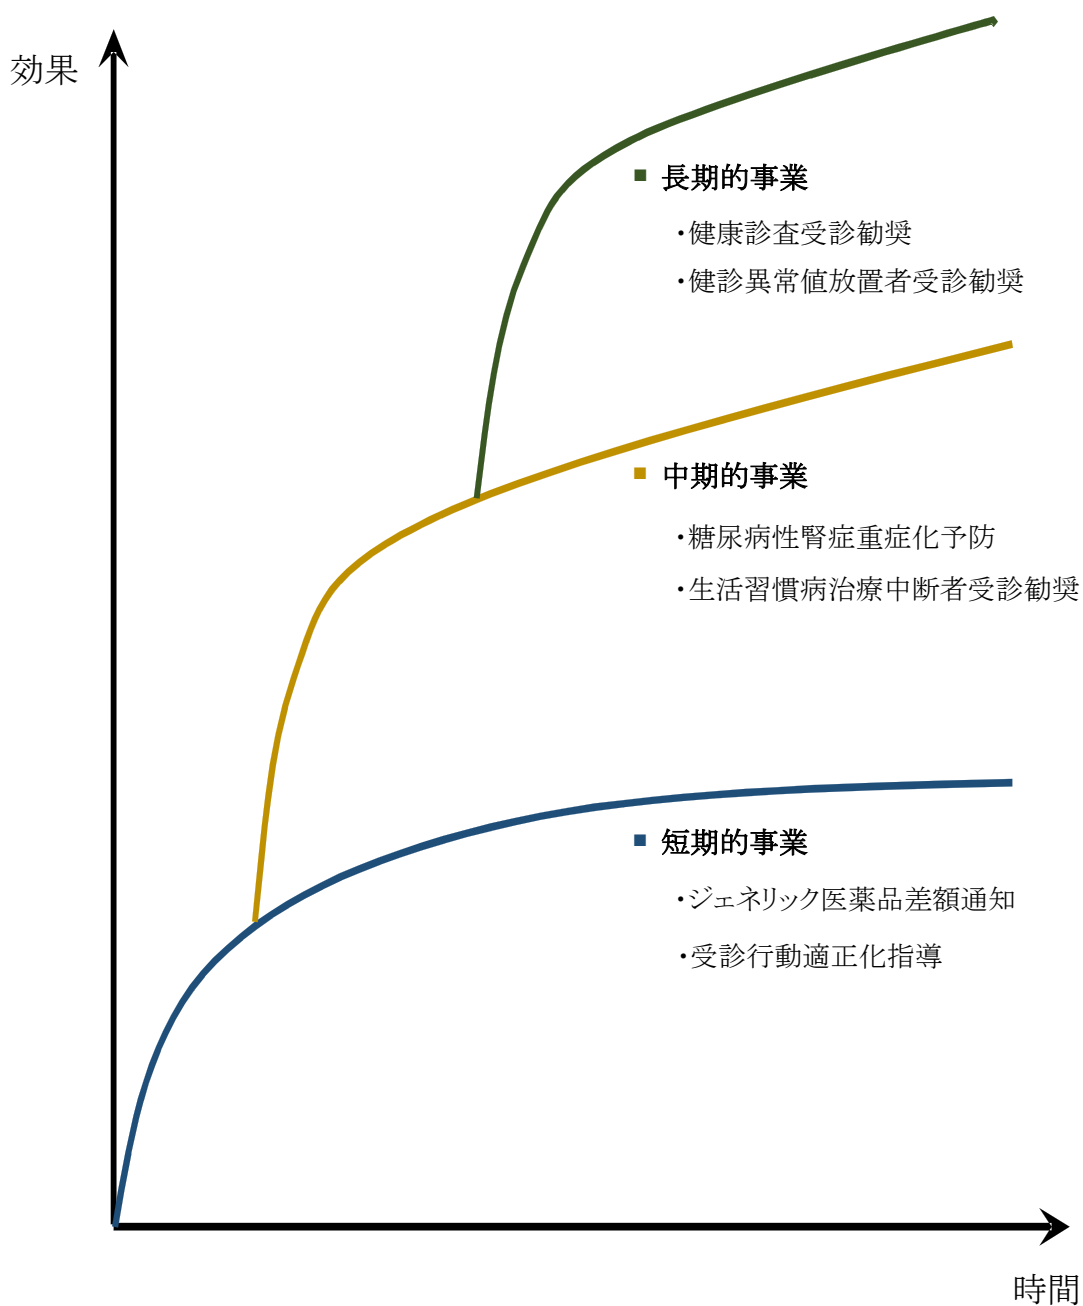 効果
■ 長期的事業
・健康診査受診勧奨
・健診異常値放置者受診勧奨
■ 中期的事業
・糖尿病性腎症重症化予防
・生活習慣病治療中断者受診勧奨
■ 短期的事業
・ジェネリック医薬品差額通知
・受診行動適正化指導
時間